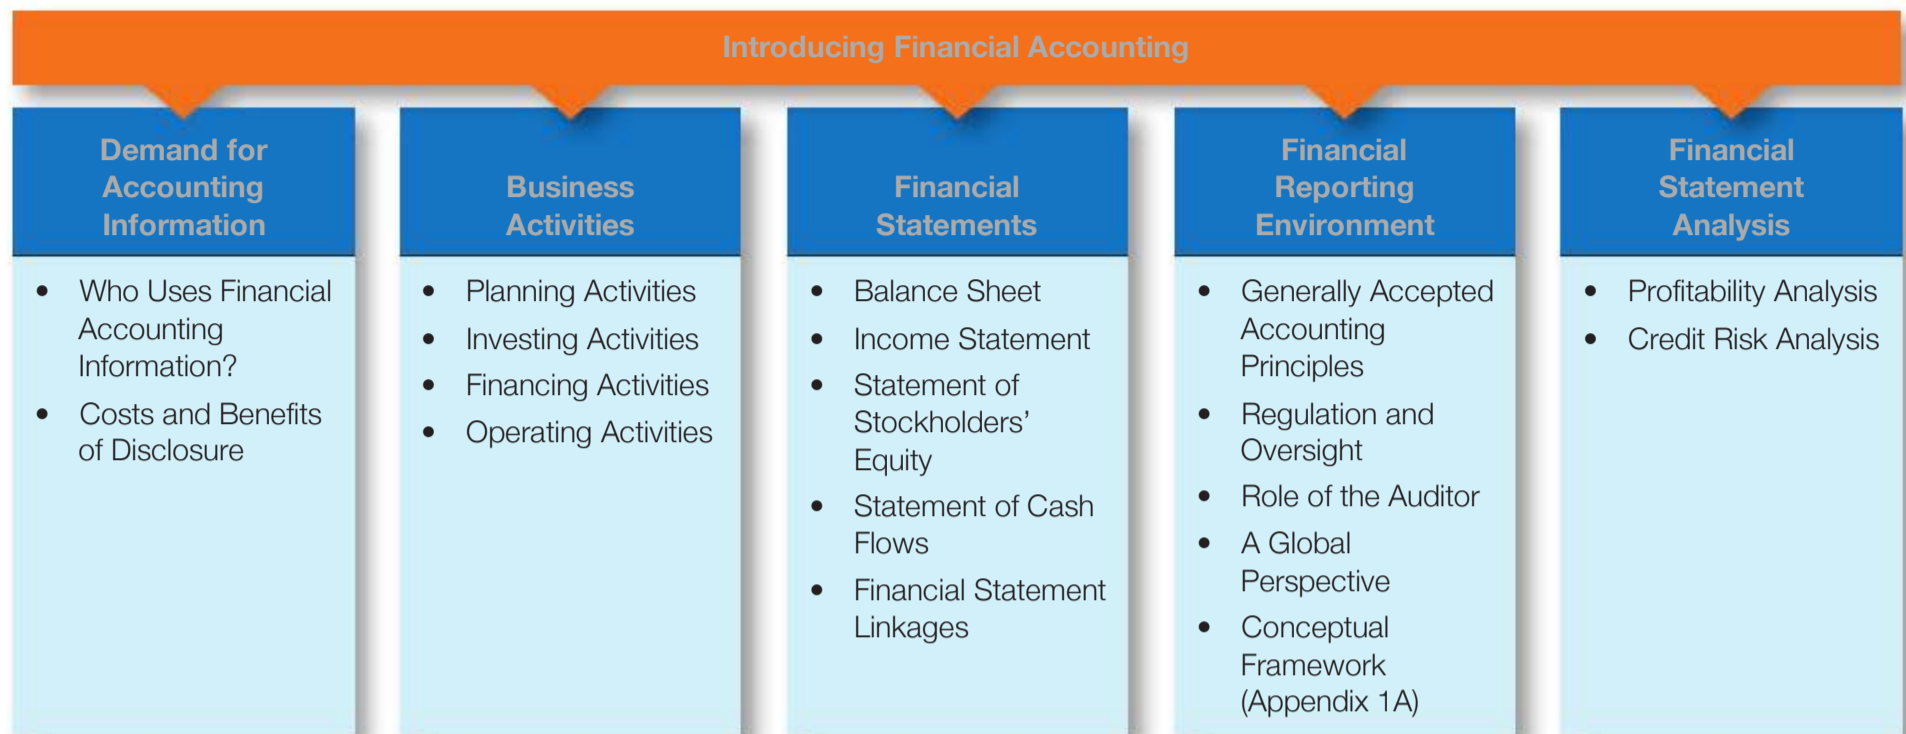 Introducing Financial Accounting
Demand for
Accounting
Information
• Who Uses Financial
Accounting
Information?
• Costs and Benefits
of Disclosure
Business
Activities
• Planning Activities
• Investing Activities
• Financing Activities
• Operating Activities
Financial
Statements
• Balance Sheet
• Income Statement
• Statement of
Stockholders’
Equity
• Statement of Cash
Flows
• Financial Statement
Linkages
Financial
Reporting
Environment
• Generally Accepted
Accounting
Principles
• Regulation and
Oversight
• Role of the Auditor
• A Global
Perspective
• Conceptual
Framework
(Appendix 1A)
Financial
Statement
Analysis
• Profitability Analysis
• Credit Risk Analysis